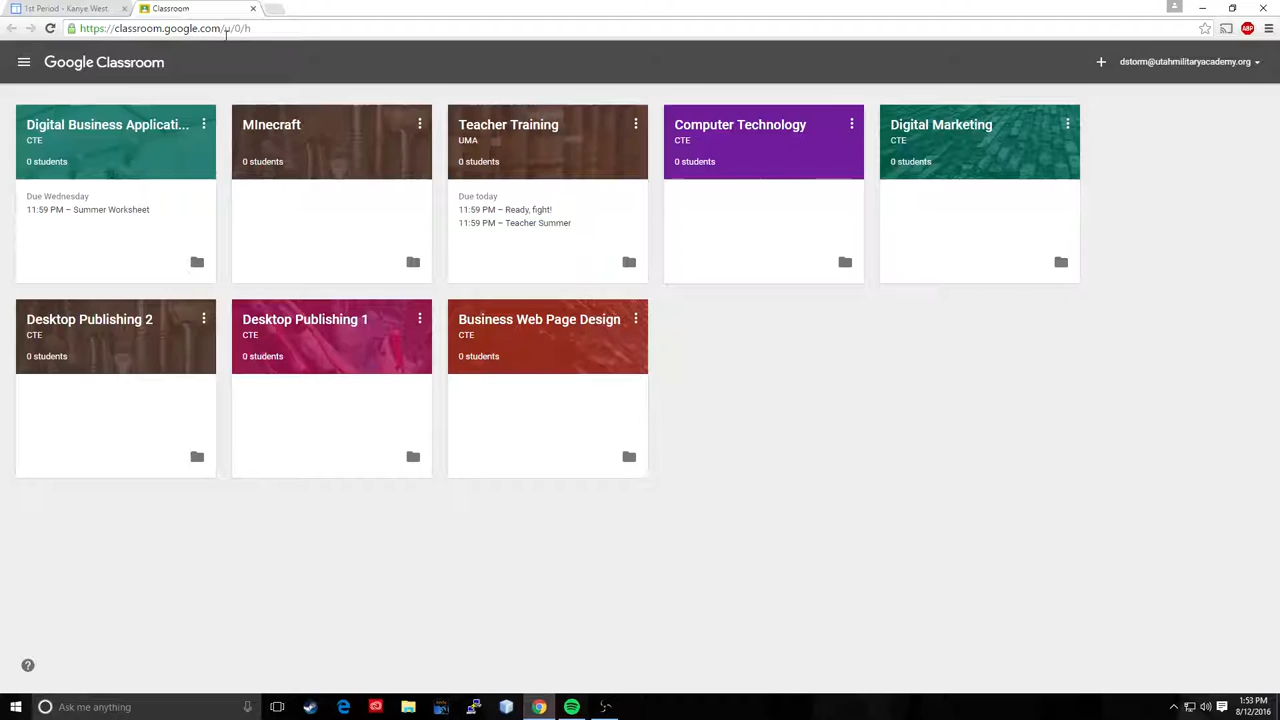 1st Period - Kanye West
Classroom
https://classroom.google.com/u/0/h
Google Classroom
dstorm@utahmilitaryacademy.org
Digital Business Applicati...
CTE
0 students
Due Wednesday
11:59 PM – Summer Worksheet
MInecraft
0 students
Teacher Training
UMA
0 students
Due today
11:59 PM – Ready, fight!
11:59 PM – Teacher Summer
Computer Technology
CTE
0 students
Digital Marketing
CTE
0 students
Desktop Publishing 2
CTE
0 students
Desktop Publishing 1
CTE
0 students
Business Web Page Design
CTE
0 students
Ask me anything
1:53 PM
8/12/2016
ABP